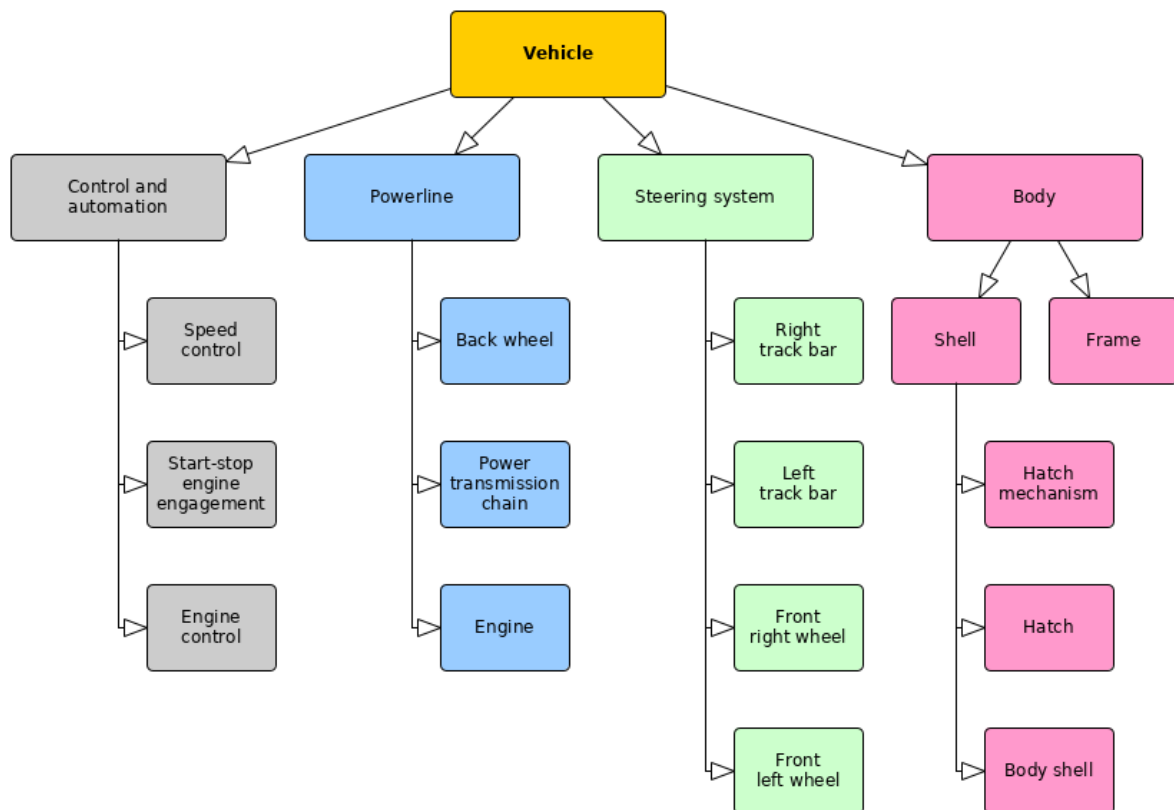 Vehicle
Control and
automation
Powerline
Steering system
Body
Speed
control
Back wheel
Right
track bar
Shell
Frame
Start-stop
engine
engagement
Power
transmission
chain
Left
track bar
Hatch
mechanism
Engine
control
Engine
Front
right wheel
Hatch
Front
left wheel
Body shell